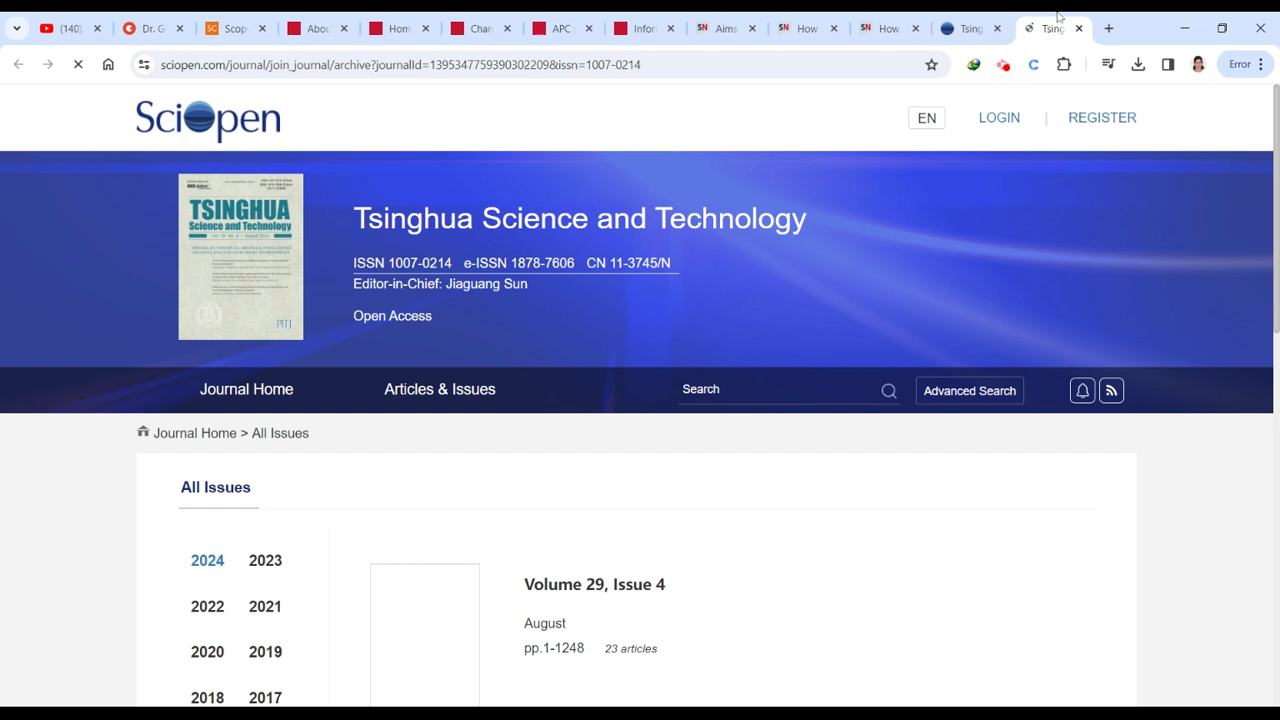 (140) Dr. G Scop Abou Hom Chan APC Infor Aims How How Tsing Tsing
sciopen.com/journal/join_journal/archive?journalId=1395347759390302209&issn=1007-0214 Error
SciOpen EN LOGIN REGISTER
TSINGHUA
Science and Technology
Tsinghua Science and Technology
ISSN 1007-0214 e-ISSN 1878-7606 CN 11-3745/N
Editor-in-Chief: Jiaguang Sun
Open Access
Journal Home Articles & Issues Search Advanced Search
Journal Home > All Issues
All Issues
2024 2023
2022 2021
2020 2019
2018 2017
Volume 29, Issue 4
August
pp.1-1248 23 articles